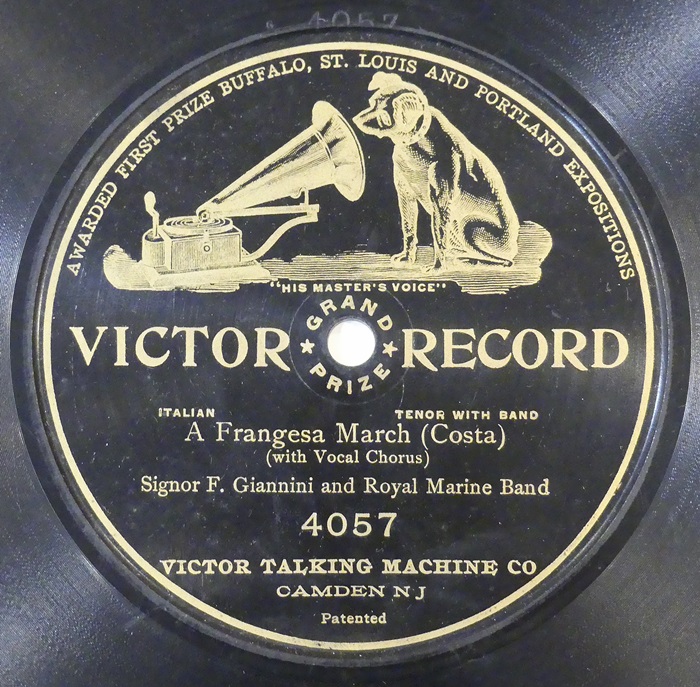 4057
AWARDED FIRST PRIZE BUFFALO, ST. LOUIS AND PORTLAND EXPOSITIONS
"HIS MASTER'S VOICE"
GRAND PRIZE
VICTOR RECORD
ITALIAN TENOR WITH BAND
A Frangesa March (Costa)
(with Vocal Chorus)
Signor F. Giannini and Royal Marine Band
4057
VICTOR TALKING MACHINE CO
CAMDEN N J
Patented